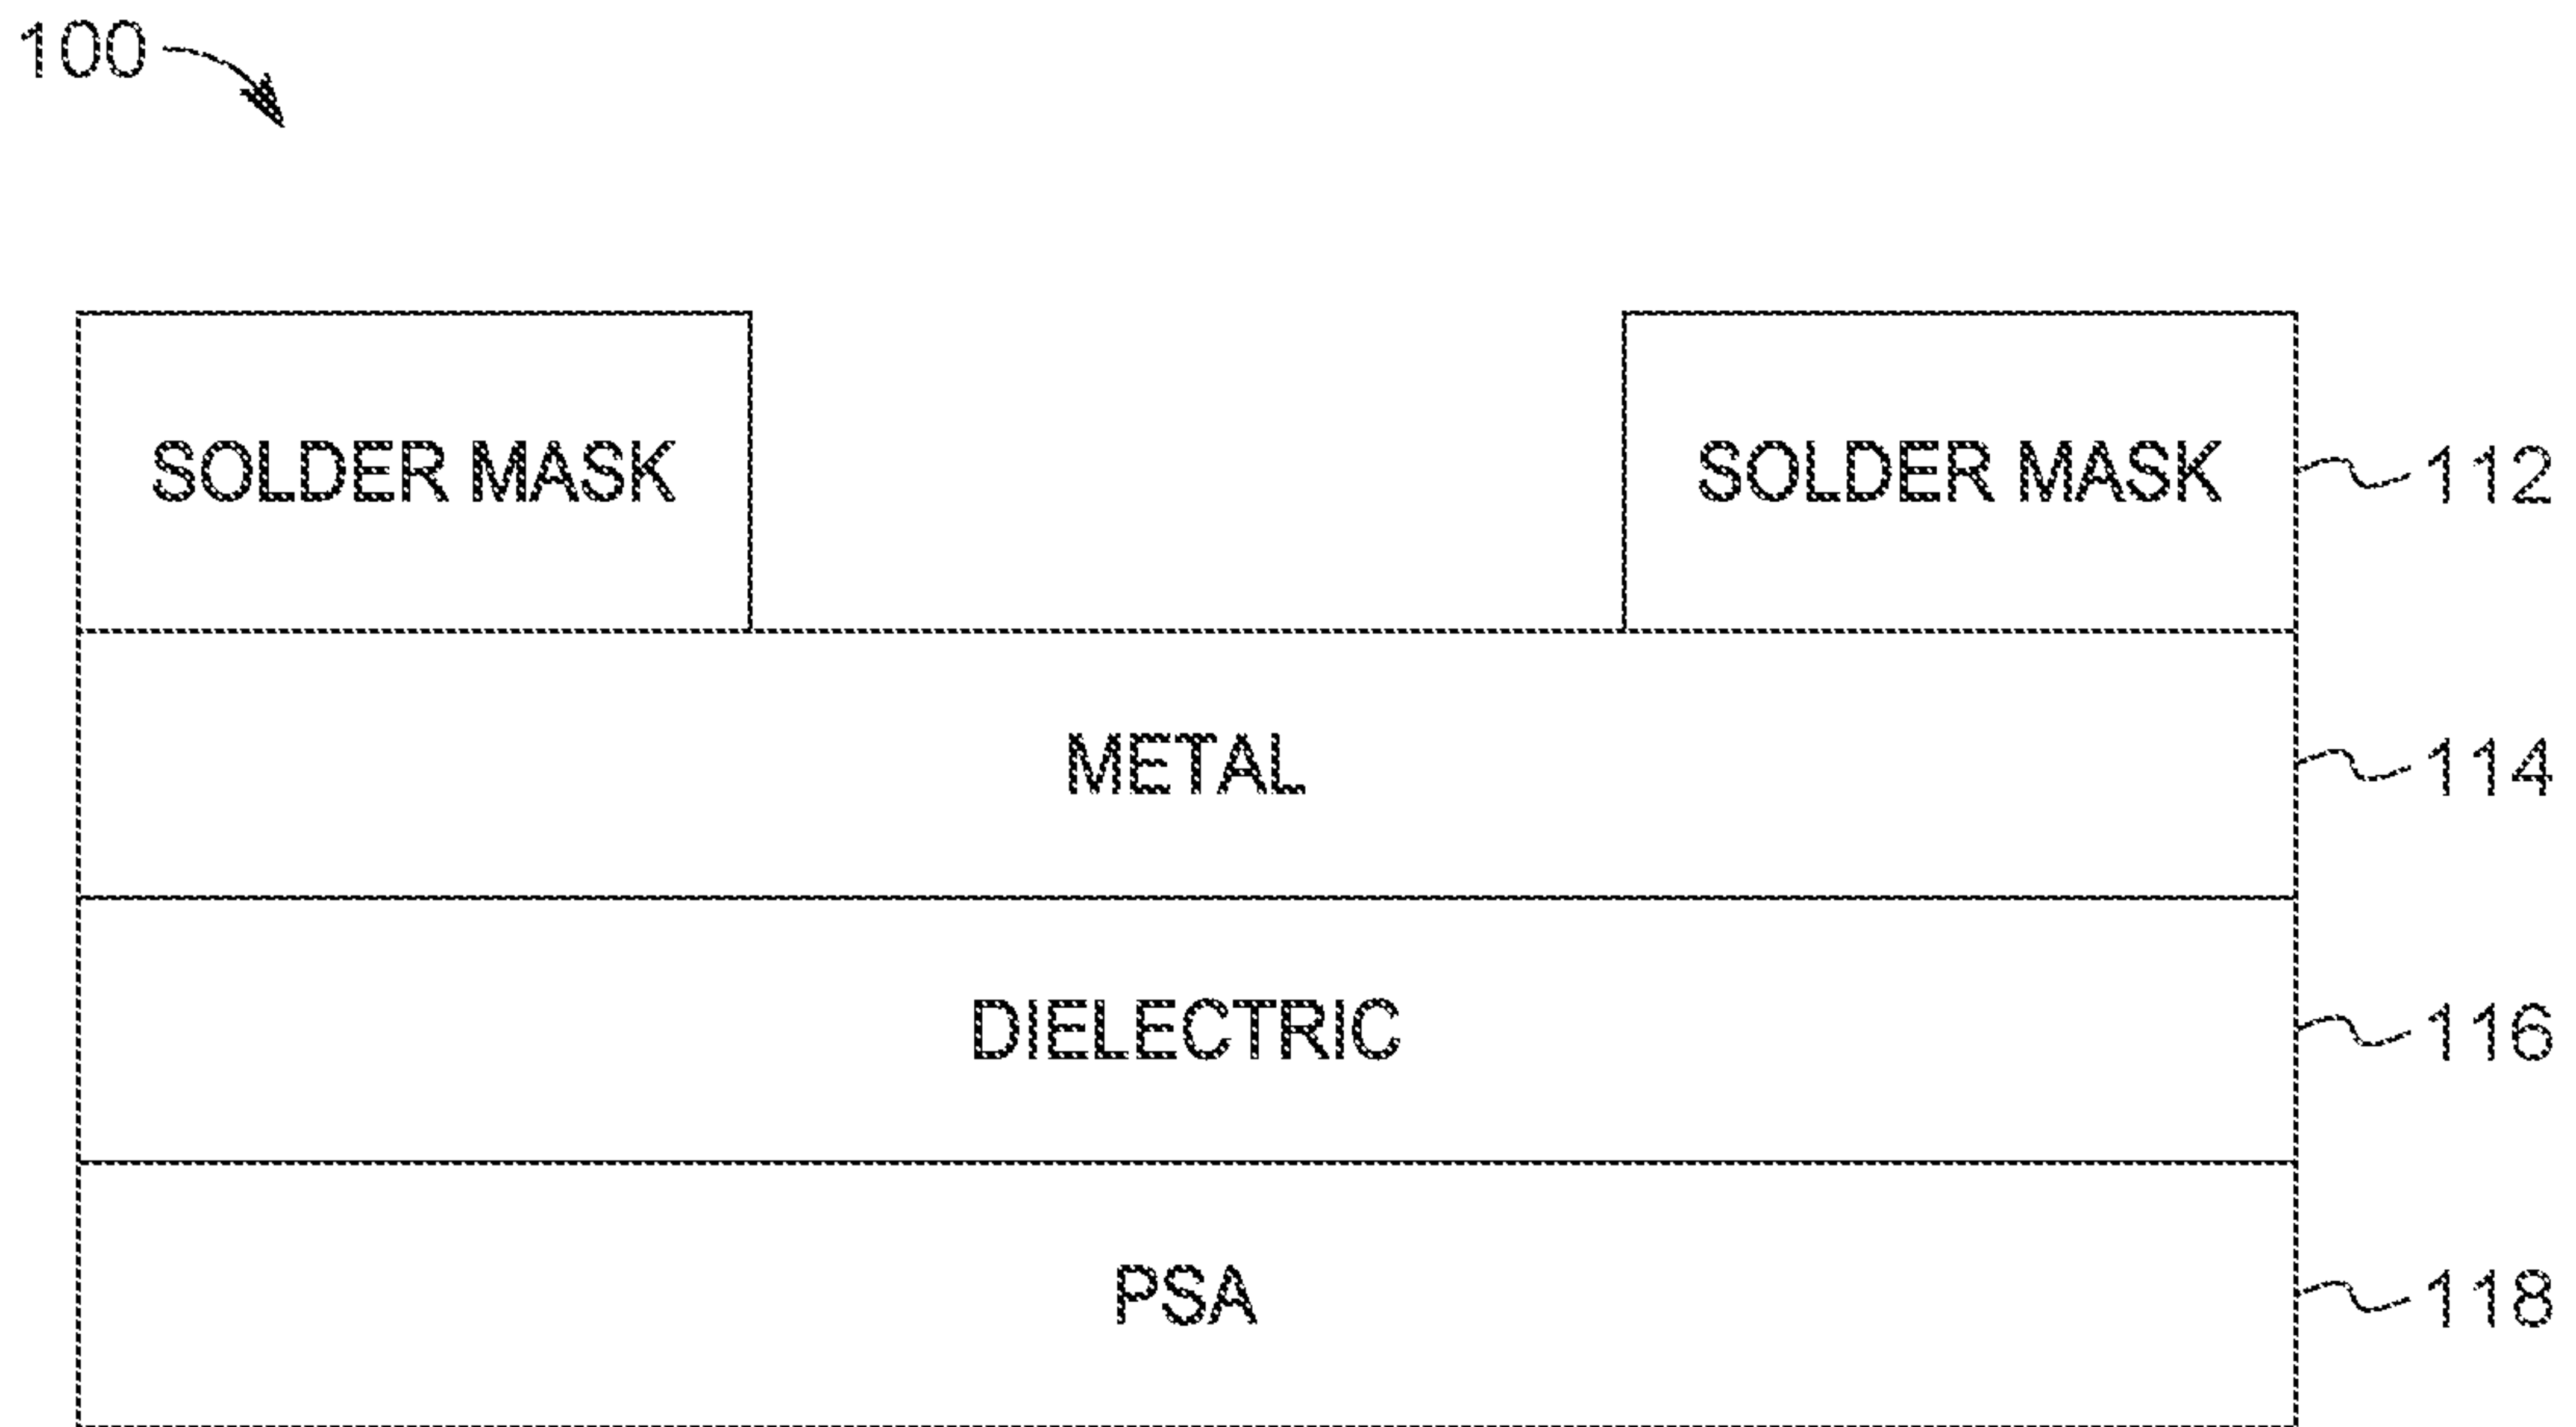 100
SOLDER MASK SOLDER MASK 112
METAL 114
DIELECTRIC 116
PSA 118